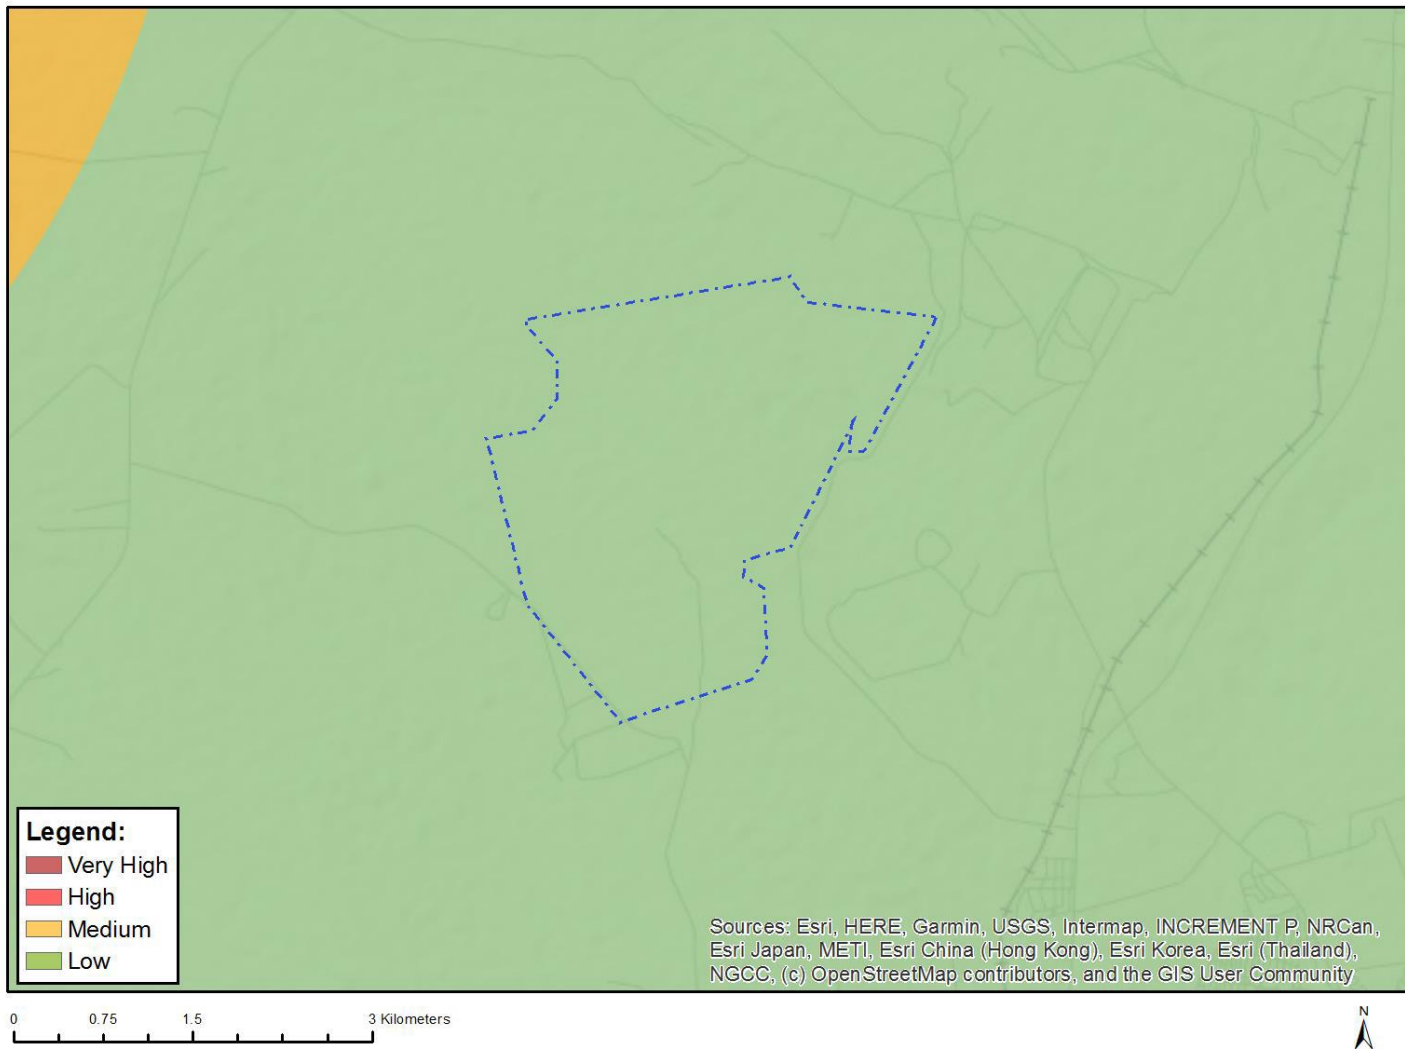 Legend:
Very High
High
Medium
Low
Sources: Esri, HERE, Garmin, USGS, Intermap, INCREMENT P, NRCan,
Esri Japan, METI, Esri China (Hong Kong), Esri Korea, Esri (Thailand),
NGCC, (c) OpenStreetMap contributors, and the GIS User Community
0 0.75 1.5 3 Kilometers
N